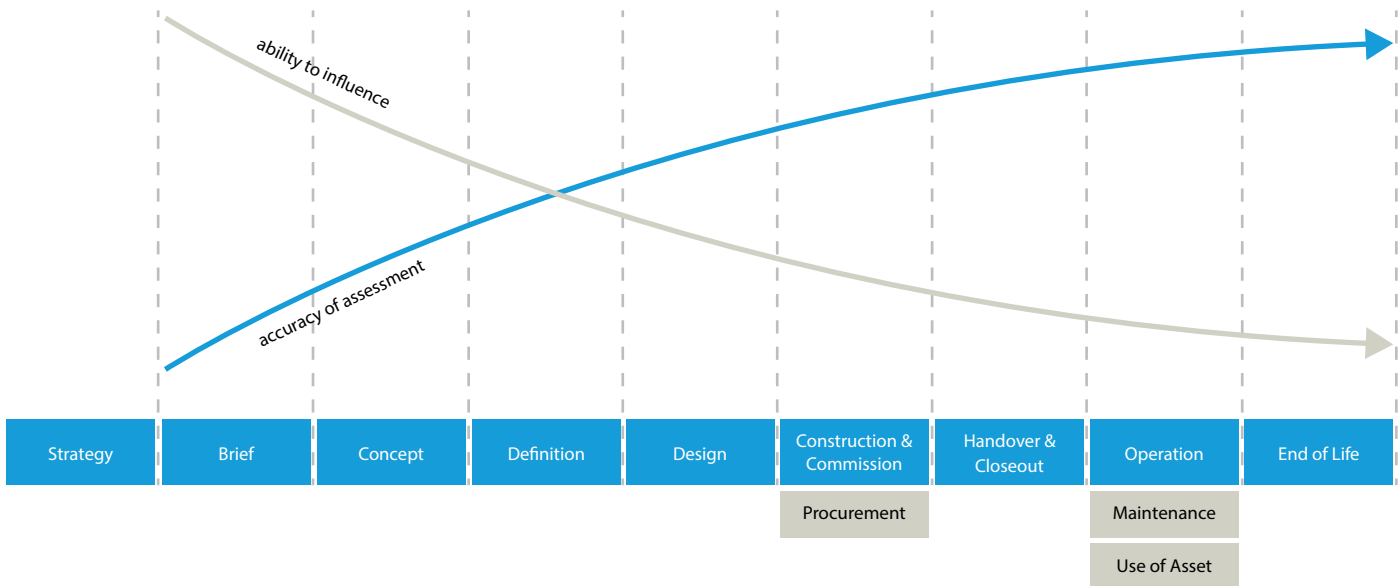 ability to influence
accuracy of assessment
Strategy
Brief
Concept
Definition
Design
Construction &
Commission
Handover &
Closeout
Operation
End of Life
Procurement
Maintenance
Use of Asset